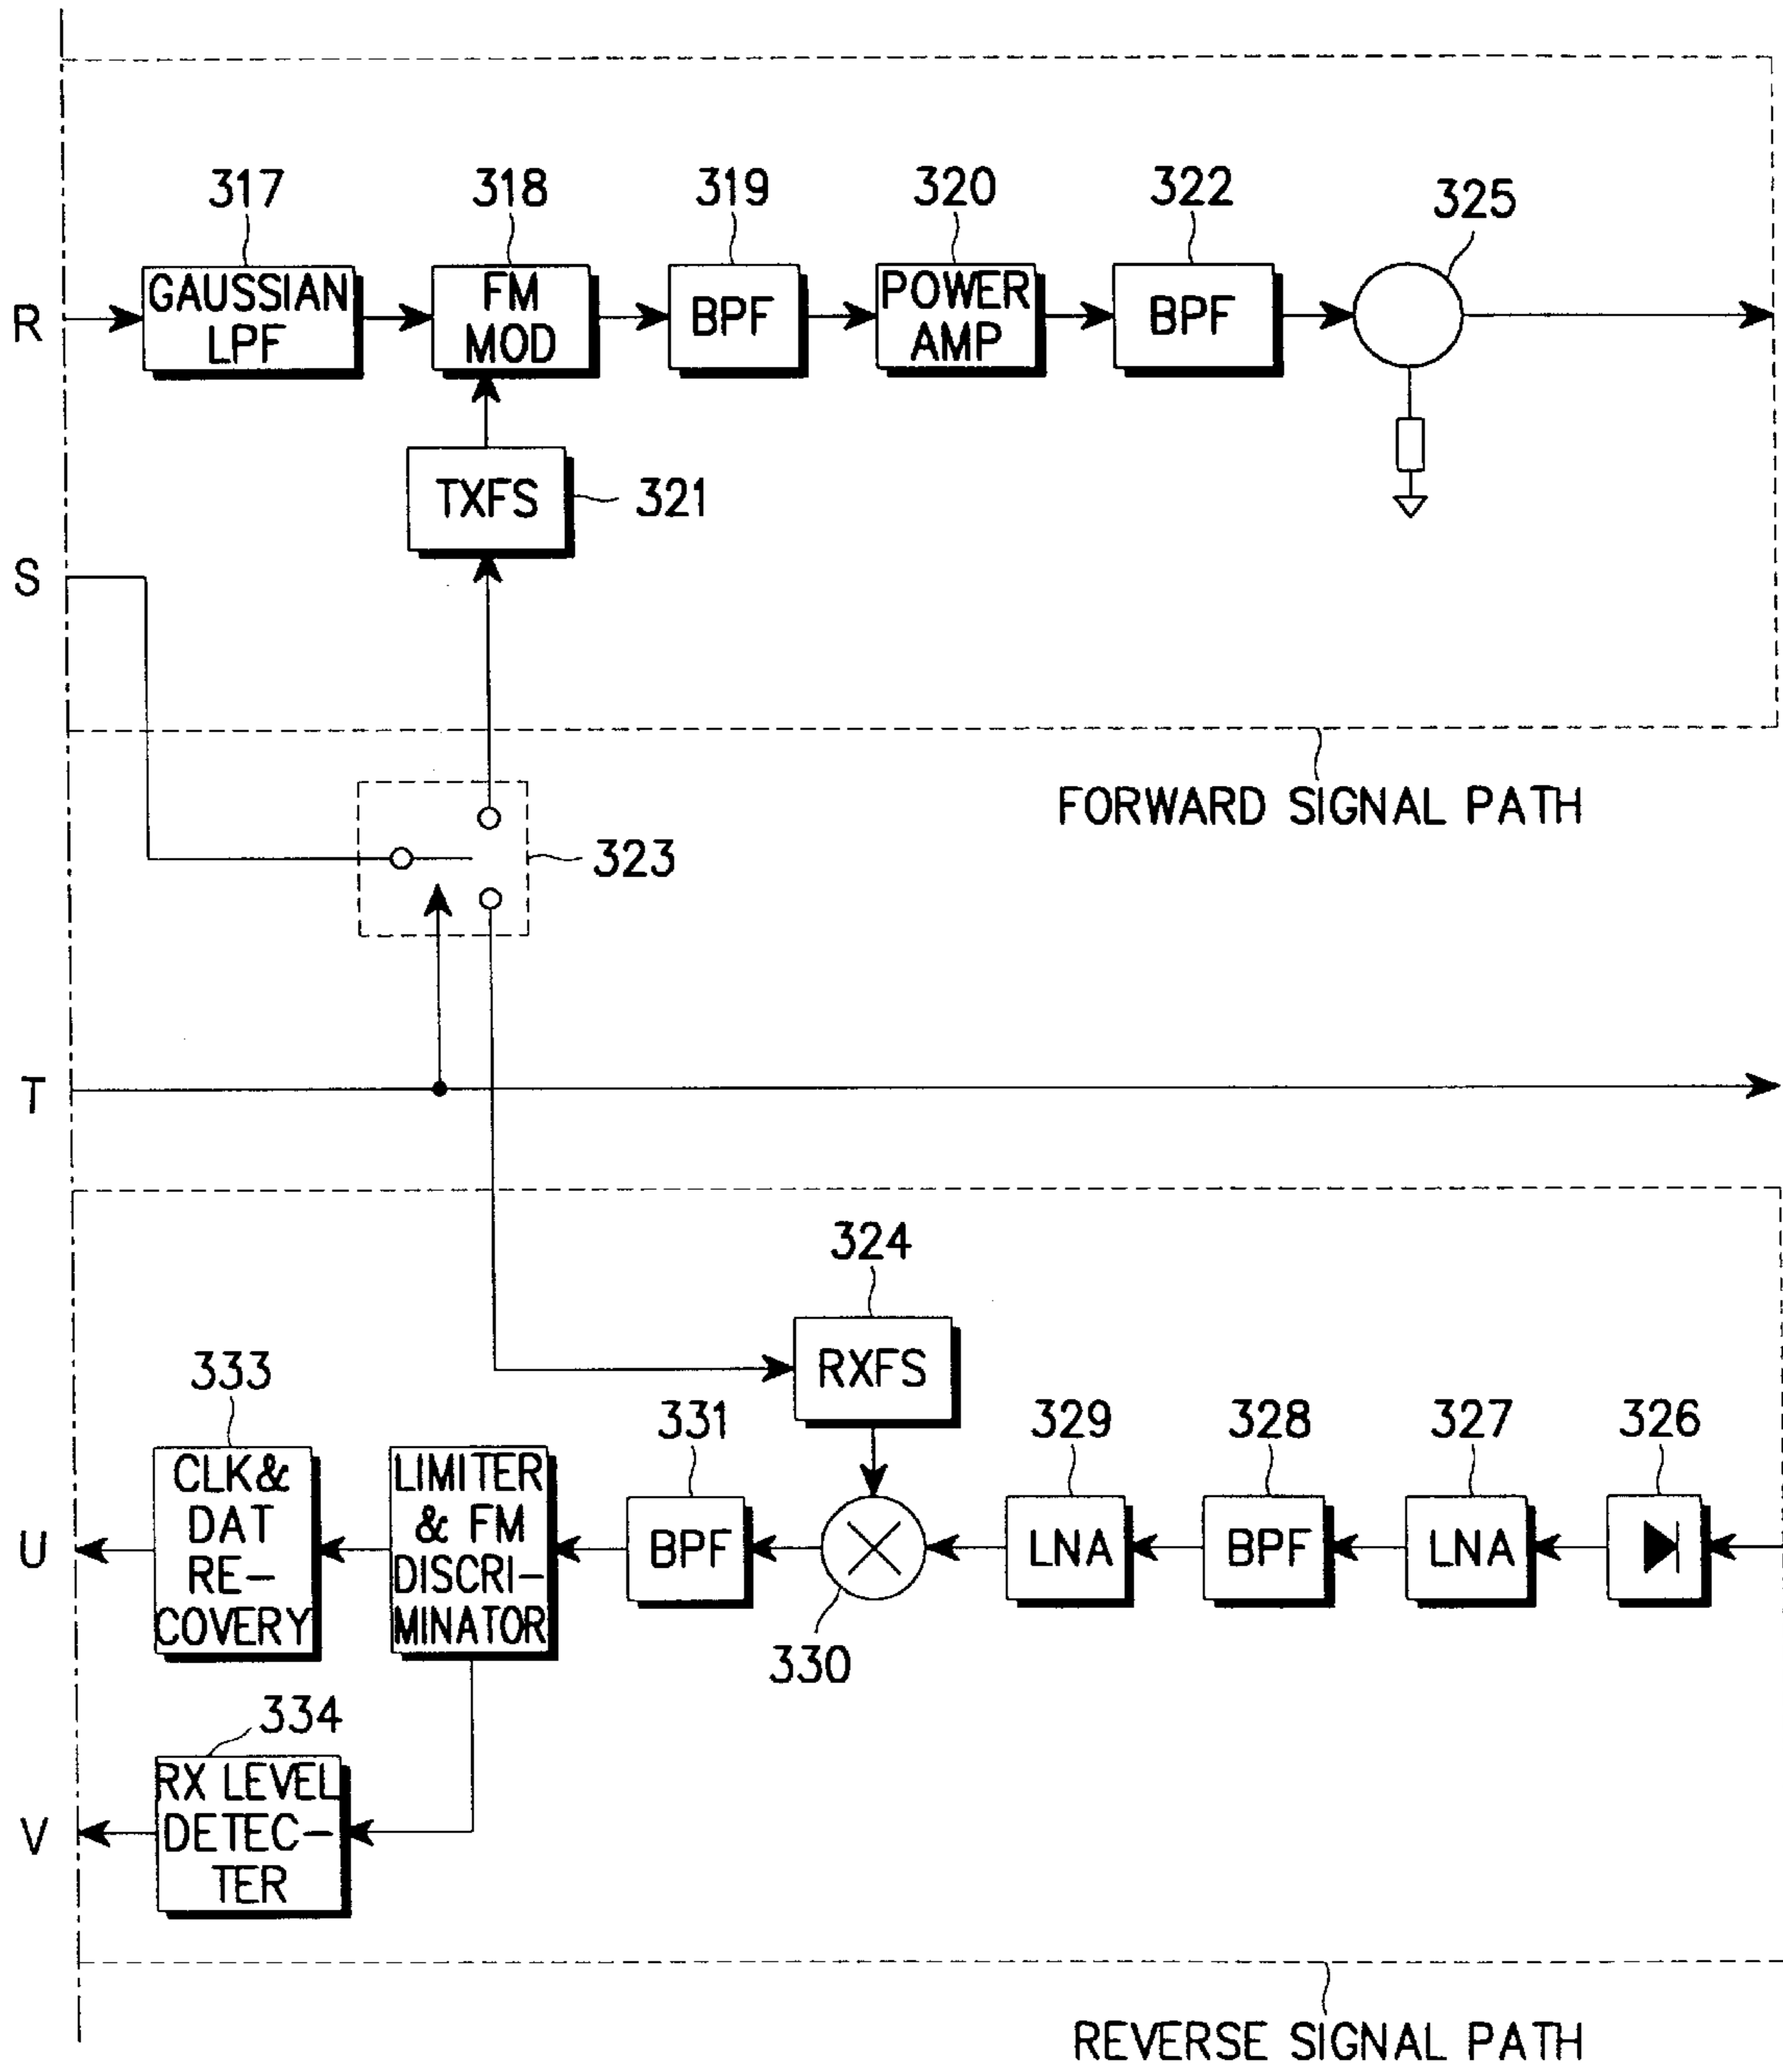 317
318
319
320
322
325
R
GAUSSIAN
LPF
FM
MOD
BPF
POWER
AMP
BPF
TXFS
321
S
FORWARD SIGNAL PATH
323
T
324
RXFS
333
331
329
328
327
326
U
CLK&
DAT
RE-
COVERY
LIMITER
& FM
DISCRI-
MINATOR
BPF
LNA
BPF
LNA
330
334
V
RX LEVEL
DETEC-
TER
REVERSE SIGNAL PATH